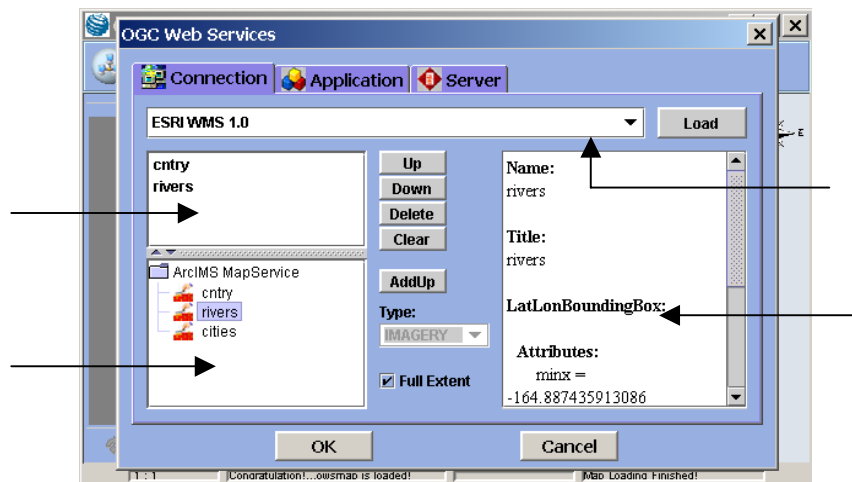 OGC Web Services
Connection Application Server
ESRI WMS 1.0
Load
cntry
rivers
Up
Down
Delete
Clear
AddUp
Type:
IMAGERY
Full Extent
ArcIMS MapService
cntry
rivers
cities
Name:
rivers
Title:
rivers
LatLonBoundingBox:
Attributes:
minx =
-164.887435913086
E
OK Cancel
1 : 1 Congratulation!...owsmap is loaded! Map Loading Finished!